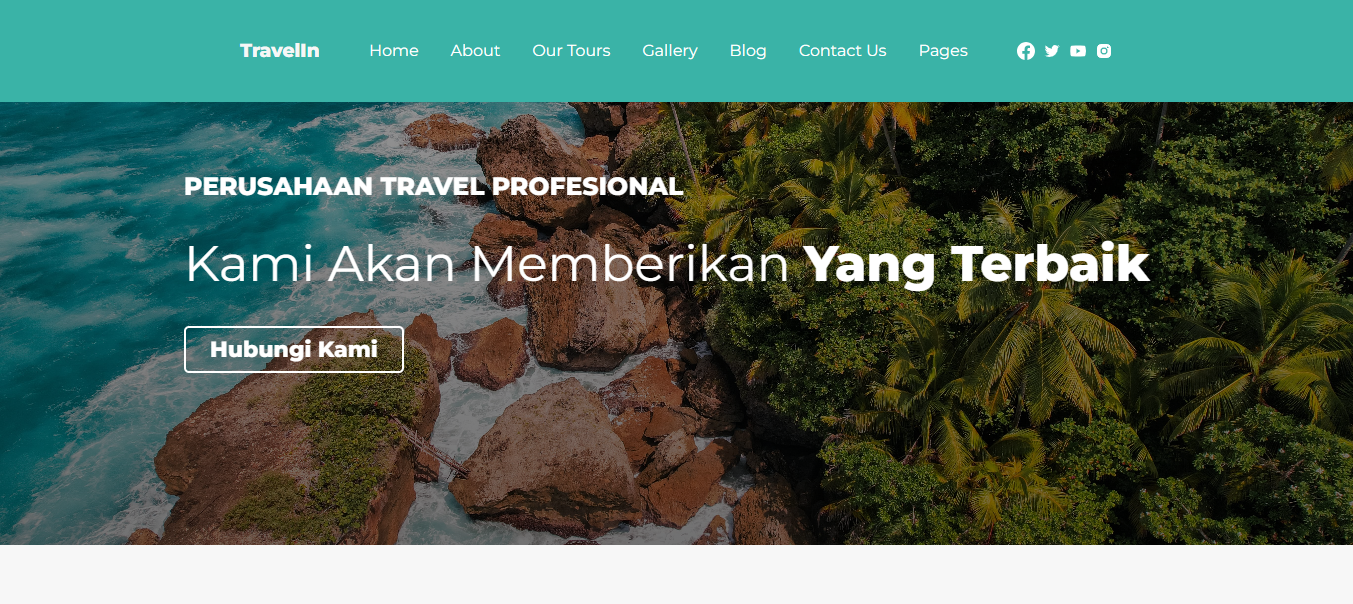 TravelIn Home About Our Tours Gallery Blog Contact Us Pages
PERUSAHAAN TRAVEL PROFESIONAL
Kami Akan Memberikan Yang Terbaik
Hubungi Kami